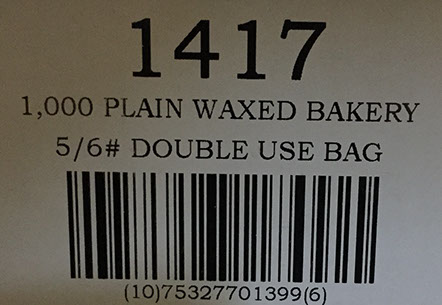 1417
1,000 PLAIN WAXED BAKERY
5/6# DOUBLE USE BAG
(10)75327701399(6)